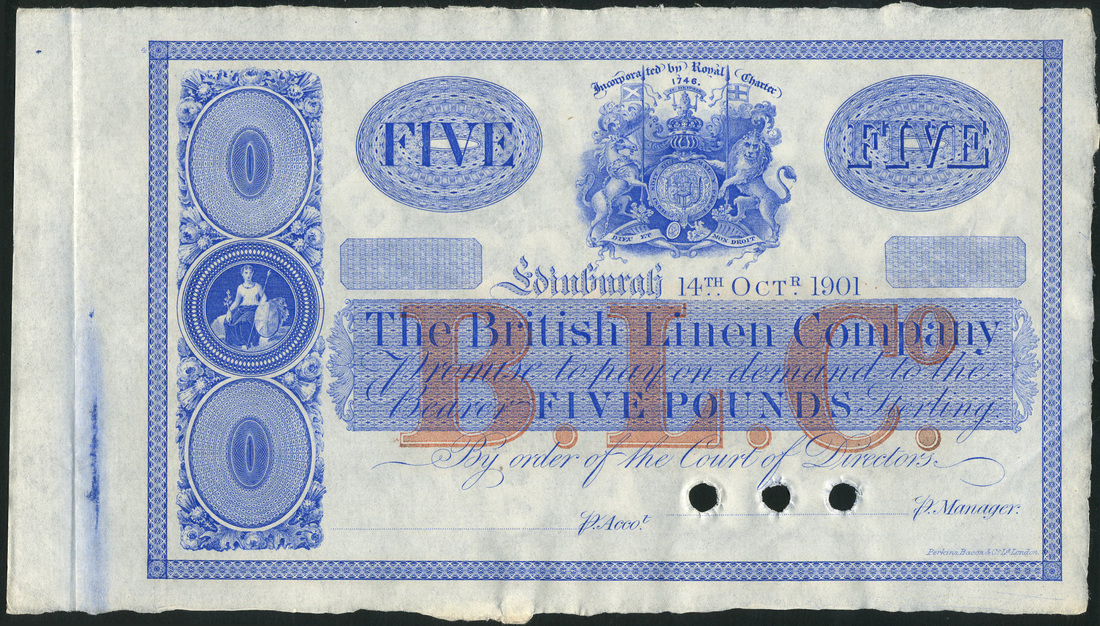 Incorporated by Royal Charter
1746.
FIVE
FIVE
DIEU ET MON DROIT
Edinburgh 14TH OCTR 1901
B.L.Co.
The British Linen Company
Promise to pay on demand to the
Bearer FIVE POUNDS Sterling
By order of the Court of Directors.
P. Accot.
P. Manager.
Perkins, Bacon & Co. Ld. London.